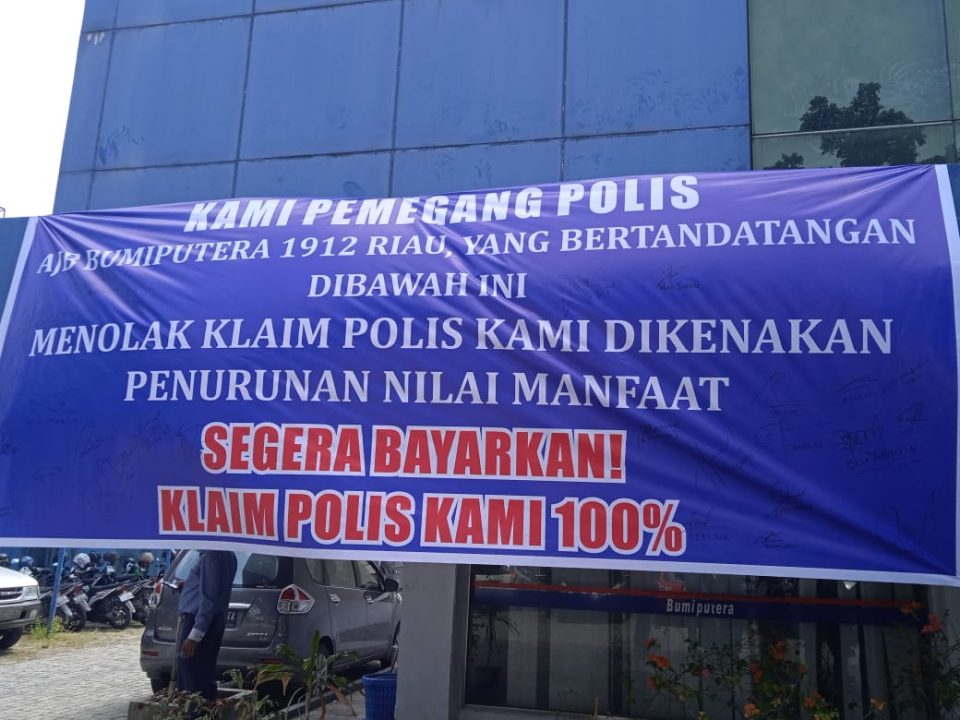 KAMI PEMEGANG POLIS
AJB BUMIPUTERA 1912 RIAU, YANG BERTANDATANGAN
DIBAWAH INI
MENOLAK KLAIM POLIS KAMI DIKENAKAN
PENURUNAN NILAI MANFAAT
SEGERA BAYARKAN!
KLAIM POLIS KAMI 100%
Bumiputera